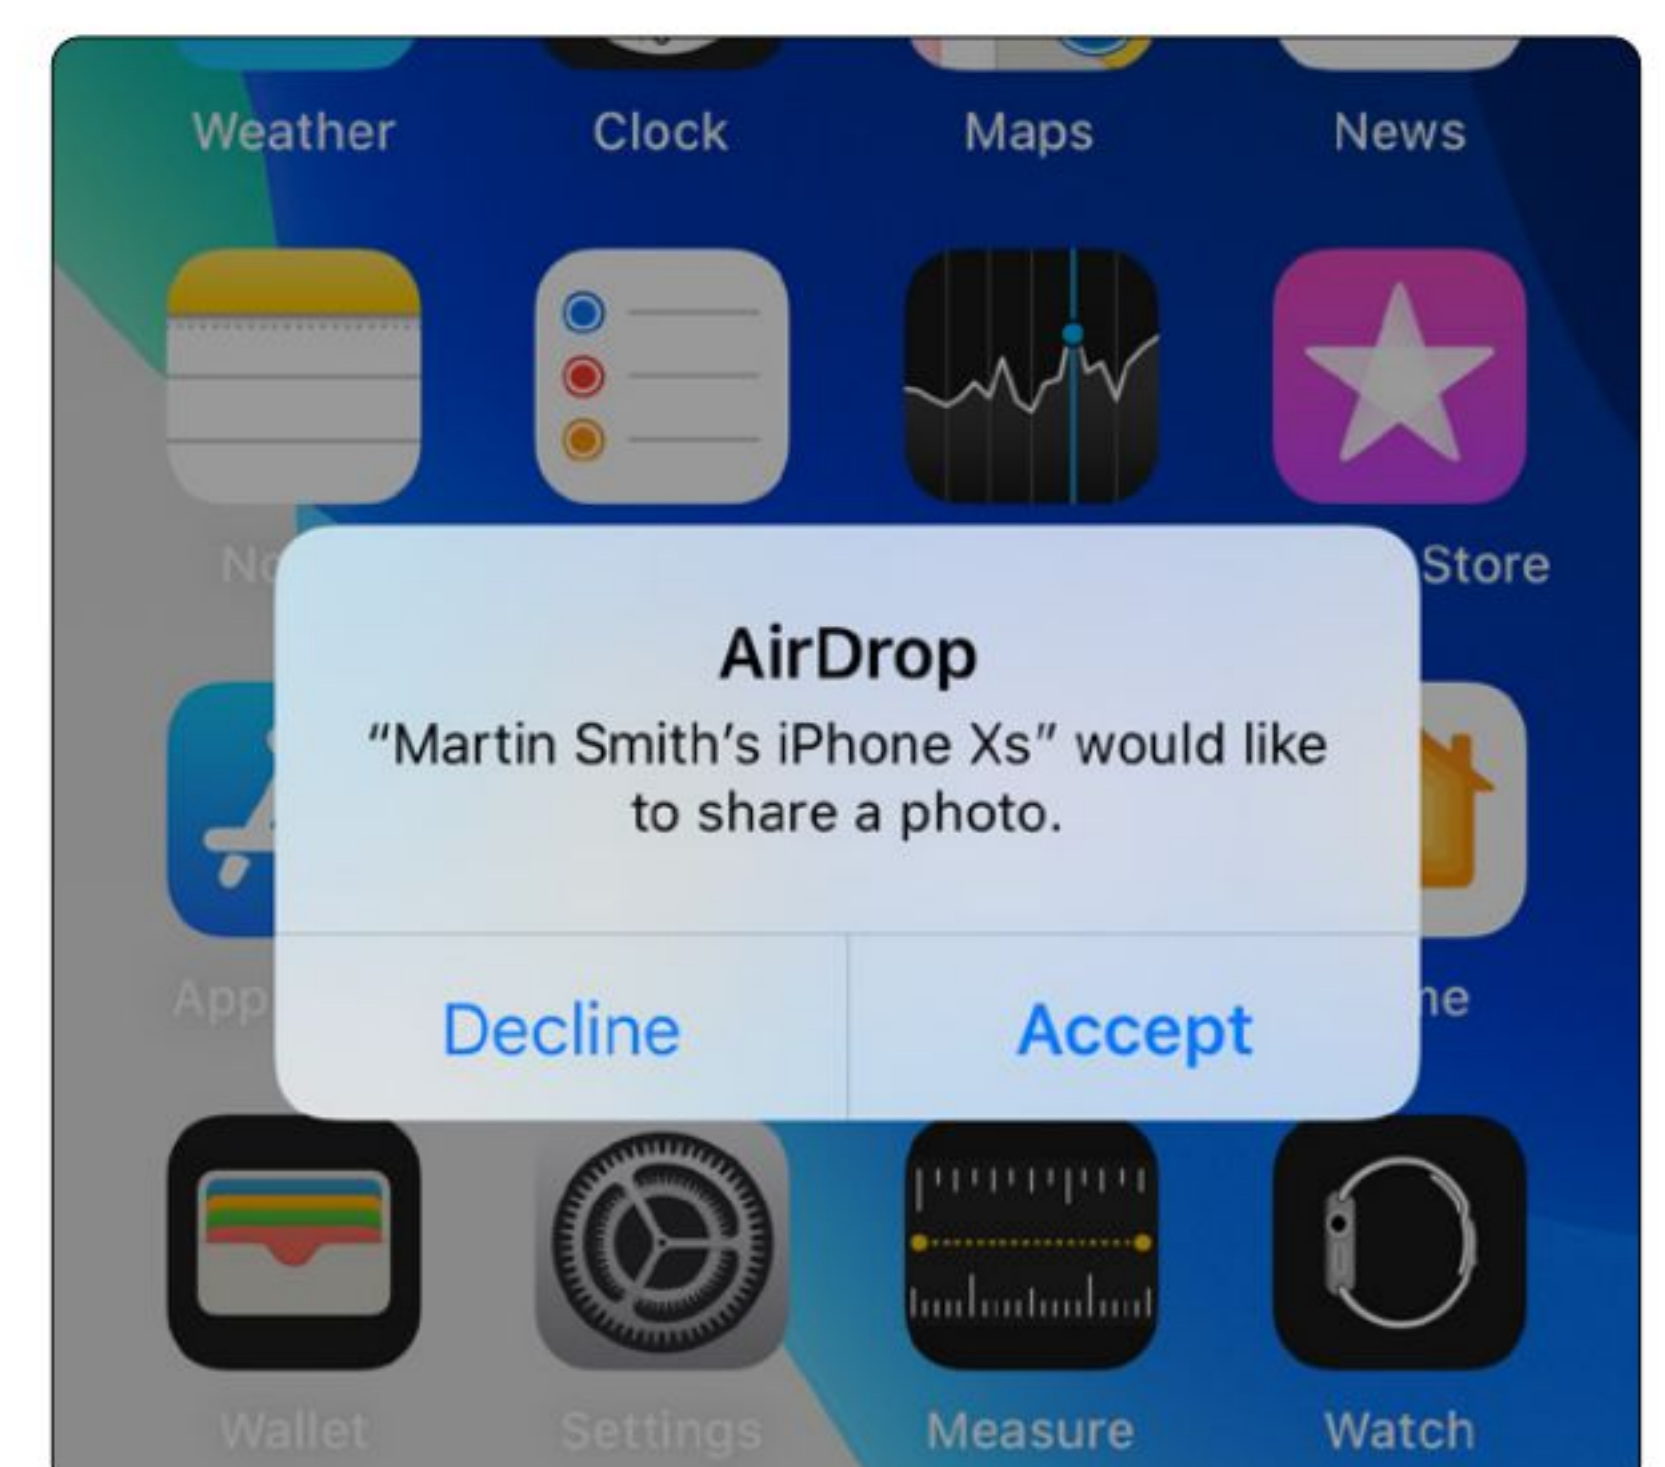 Weather Clock Maps News
Store
AirDrop
“Martin Smith’s iPhone Xs” would like
to share a photo.
App
Decline Accept
Wallet Settings Measure Watch